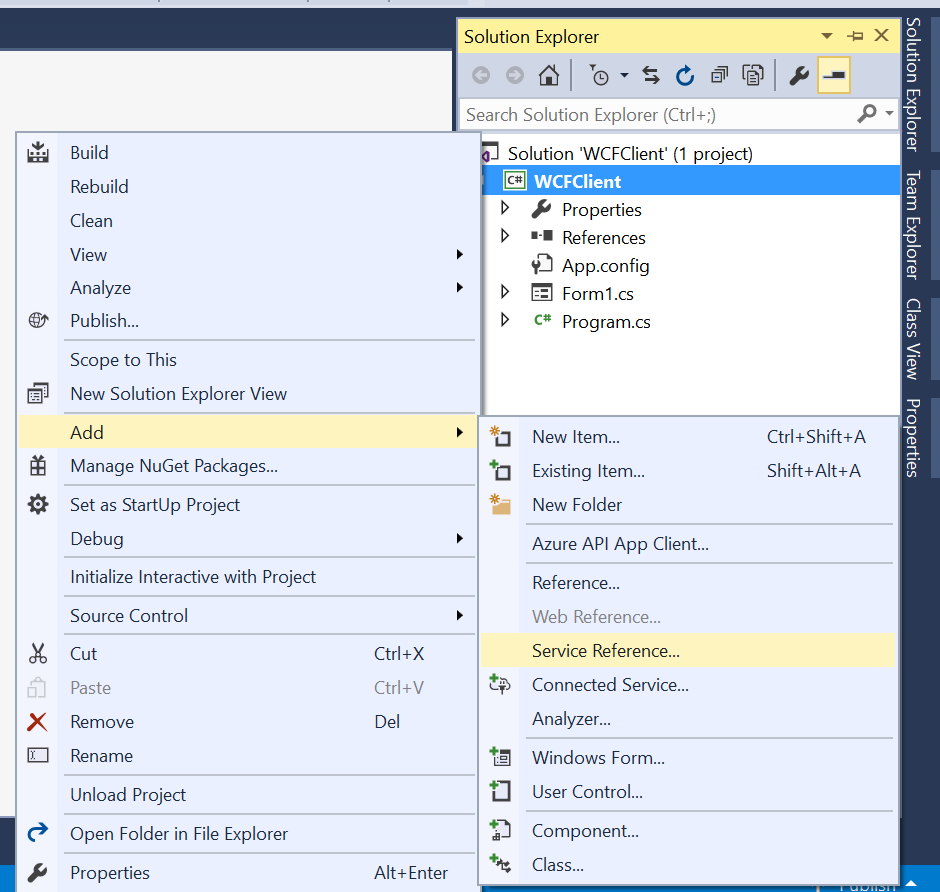 Solution Explorer
Search Solution Explorer (Ctrl+;)
Solution 'WCFClient' (1 project)
C# WCFClient
Properties
References
App.config
Form1.cs
C# Program.cs
Build
Rebuild
Clean
View
Analyze
Publish...
Scope to This
New Solution Explorer View
Add
Manage NuGet Packages...
Set as StartUp Project
Debug
Initialize Interactive with Project
Source Control
Cut Ctrl+X
Paste Ctrl+V
Remove Del
Rename
Unload Project
Open Folder in File Explorer
Properties Alt+Enter
New Item... Ctrl+Shift+A
Existing Item... Shift+Alt+A
New Folder
Azure API App Client...
Reference...
Web Reference...
Service Reference...
Connected Service...
Analyzer...
Windows Form...
User Control...
Component...
Class...
Solution Explorer
Team Explorer
Class View
Properties
Publish